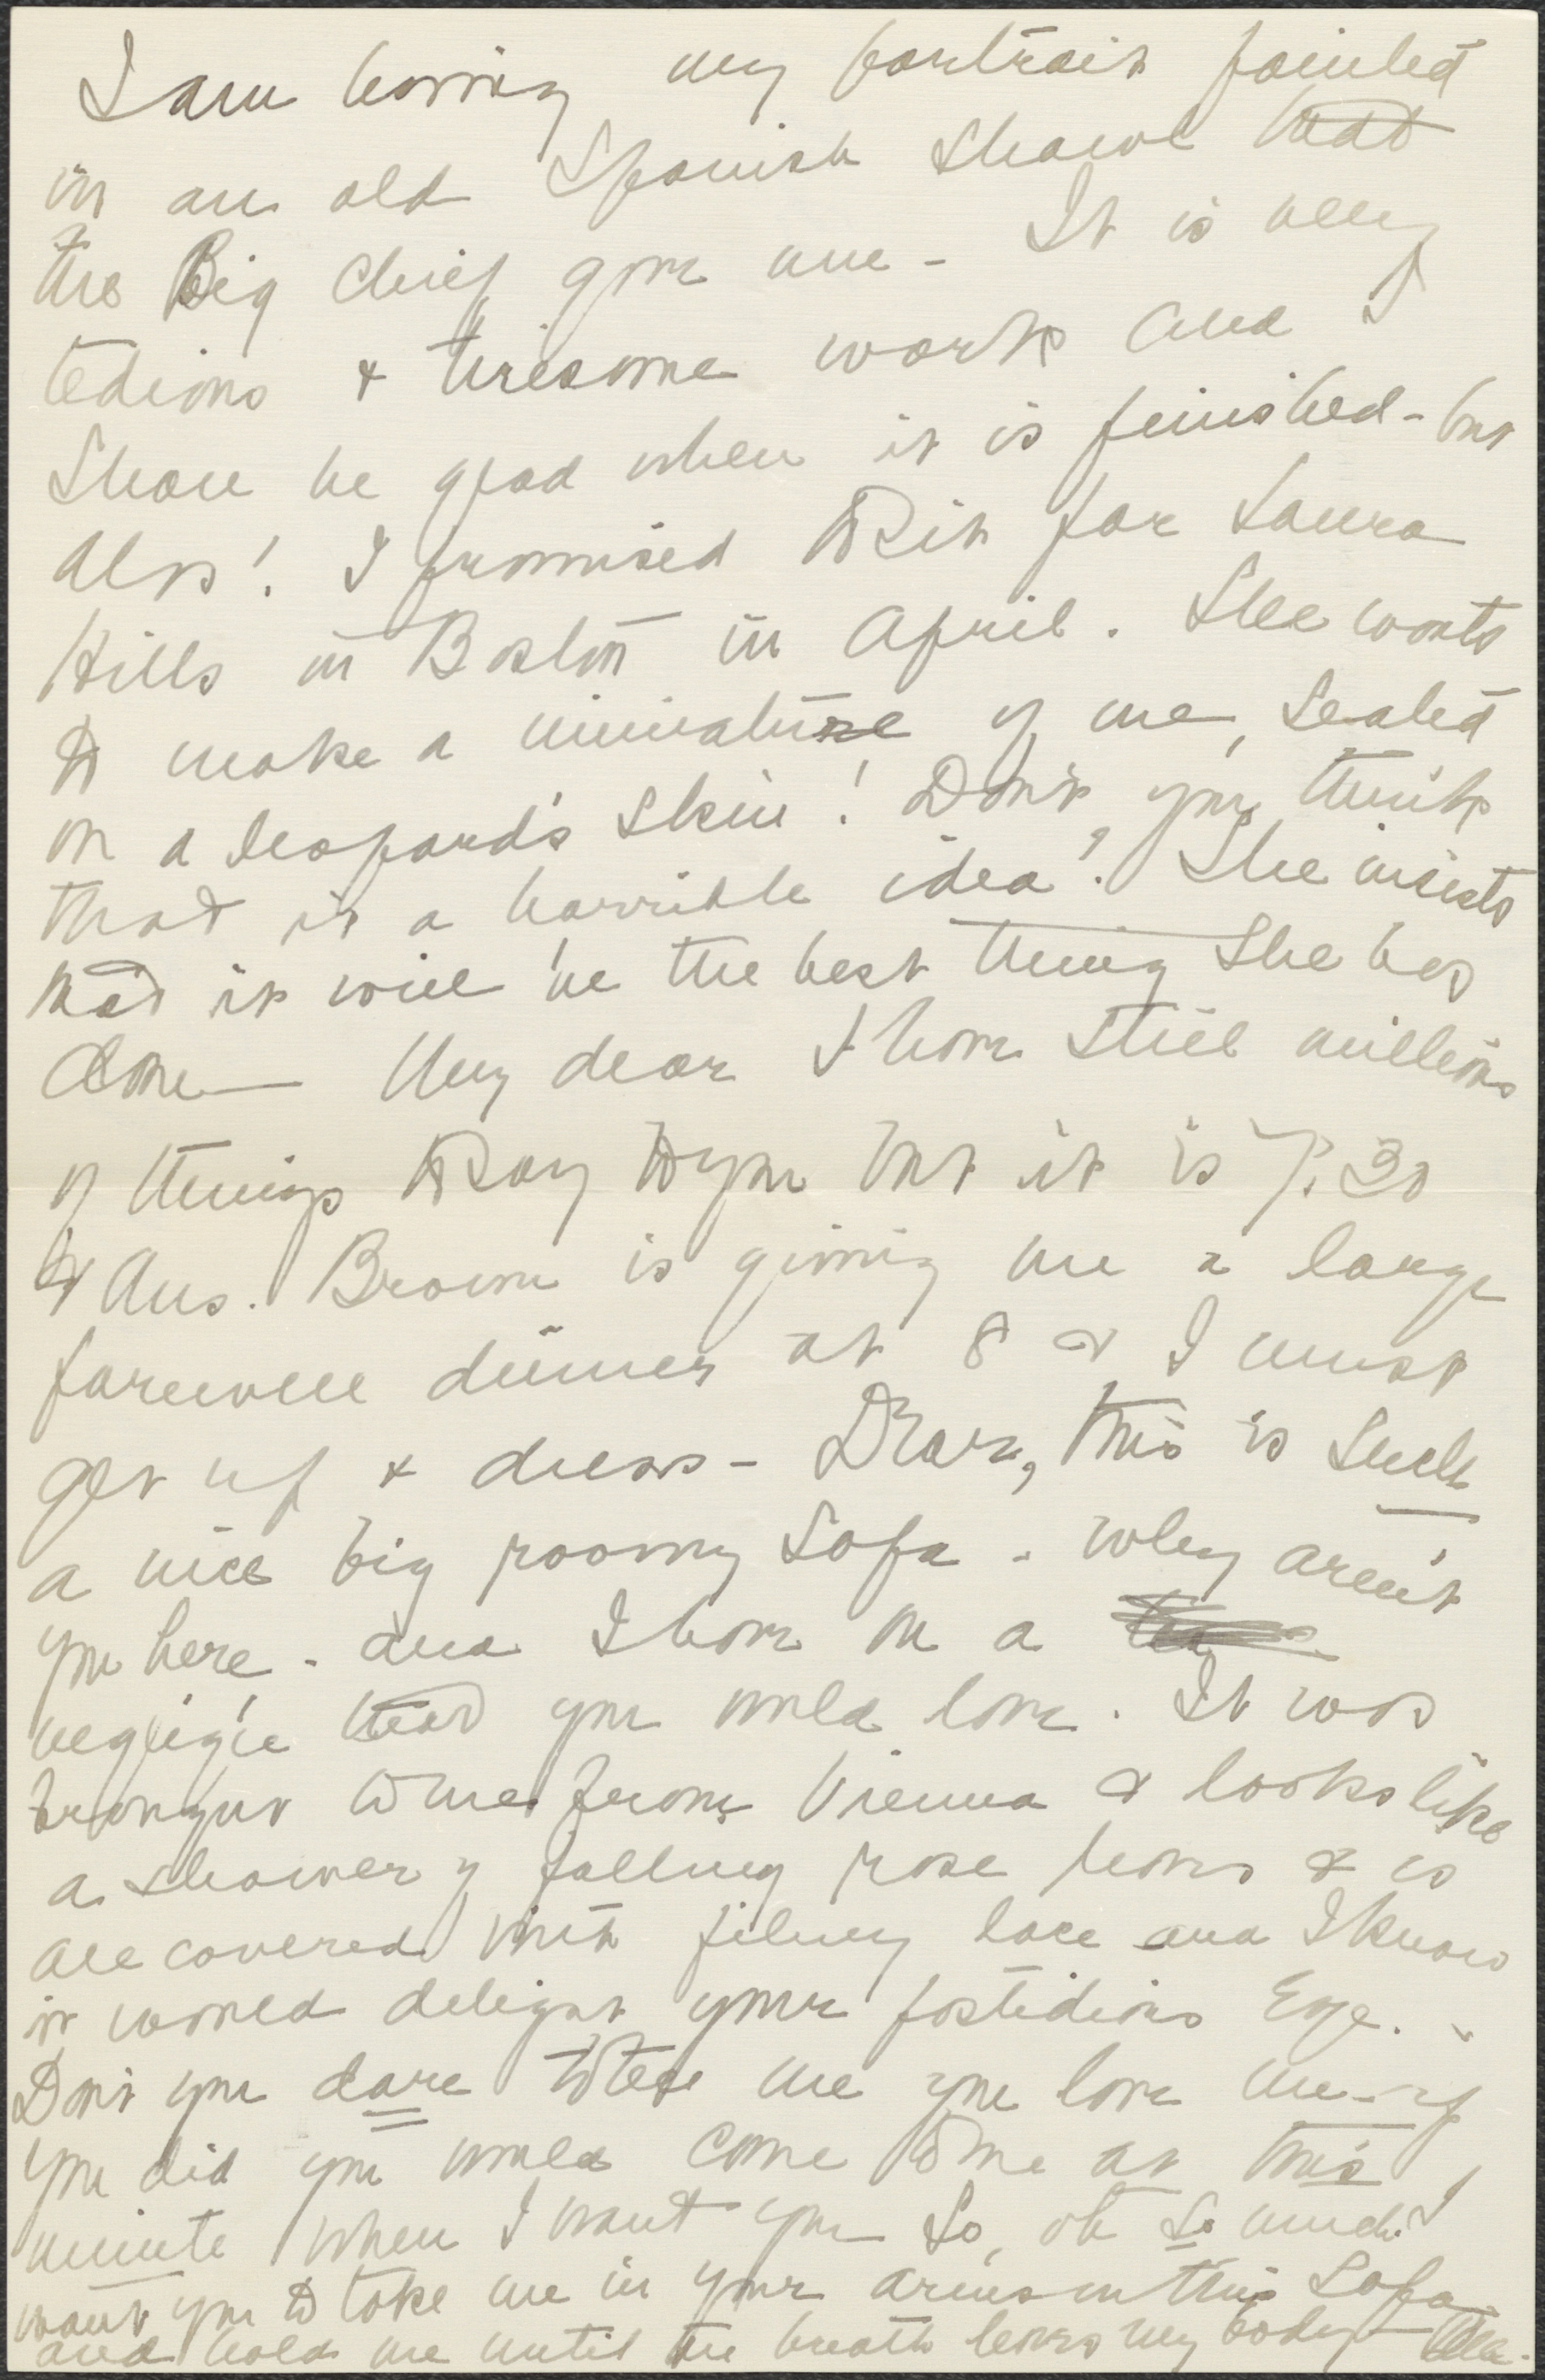 I am having my portrait painted
in an old Spanish shawl that
the Big Chief gave me - It is very
tedious & tiresome work and I
shall be glad when it is finished - but
alas! I promised to sit for Laura
Hills in Boston in April. She wants
to make a miniature of me, seated
on a leopard's skin! Don't you think
that is a horrible idea? She insists
that it will be the best thing she has
done — My dear I have still millions
of things to say to you but it is 7.30
& Mrs. Brown is giving me a large
farewell dinner at 8 & I must
get up & dress - Dear, this is such
a nice big roomy sofa - Why aren't
you here - and I have on a
negligée that you would love. It was
brought to me from Vienna & looks like
a shower of falling rose leaves & is
all covered with filmy lace and I know
it would delight your fastidious Eye. -
Don't you dare to tell me you love me - if
you did you would come to me at this
minute when I want you so, oh so much! I
want you to take me in your arms on this sofa
and hold me until the breath leaves my body -